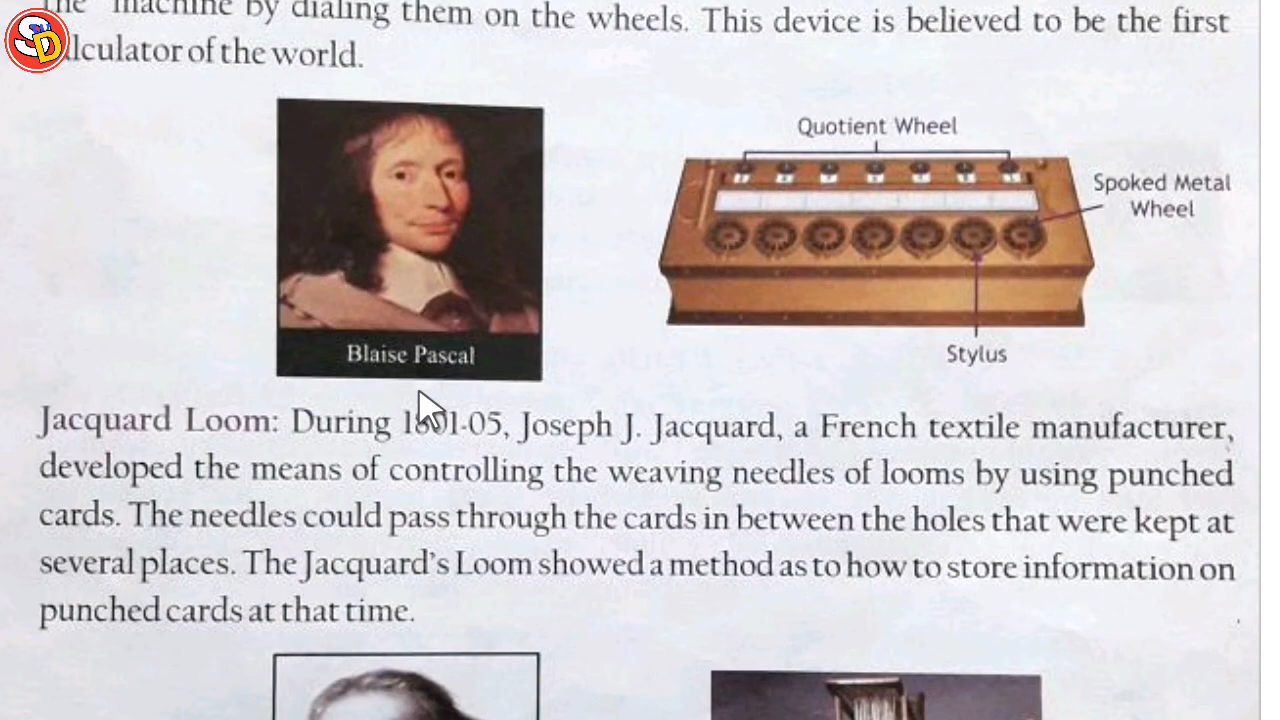 The machine by dialing them on the wheels. This device is believed to be the first
calculator of the world.
SD
Quotient Wheel
Spoked Metal
Wheel
Blaise Pascal
Stylus
Jacquard Loom: During 1801-05, Joseph J. Jacquard, a French textile manufacturer,
developed the means of controlling the weaving needles of looms by using punched
cards. The needles could pass through the cards in between the holes that were kept at
several places. The Jacquard's Loom showed a method as to how to store information on
punched cards at that time.